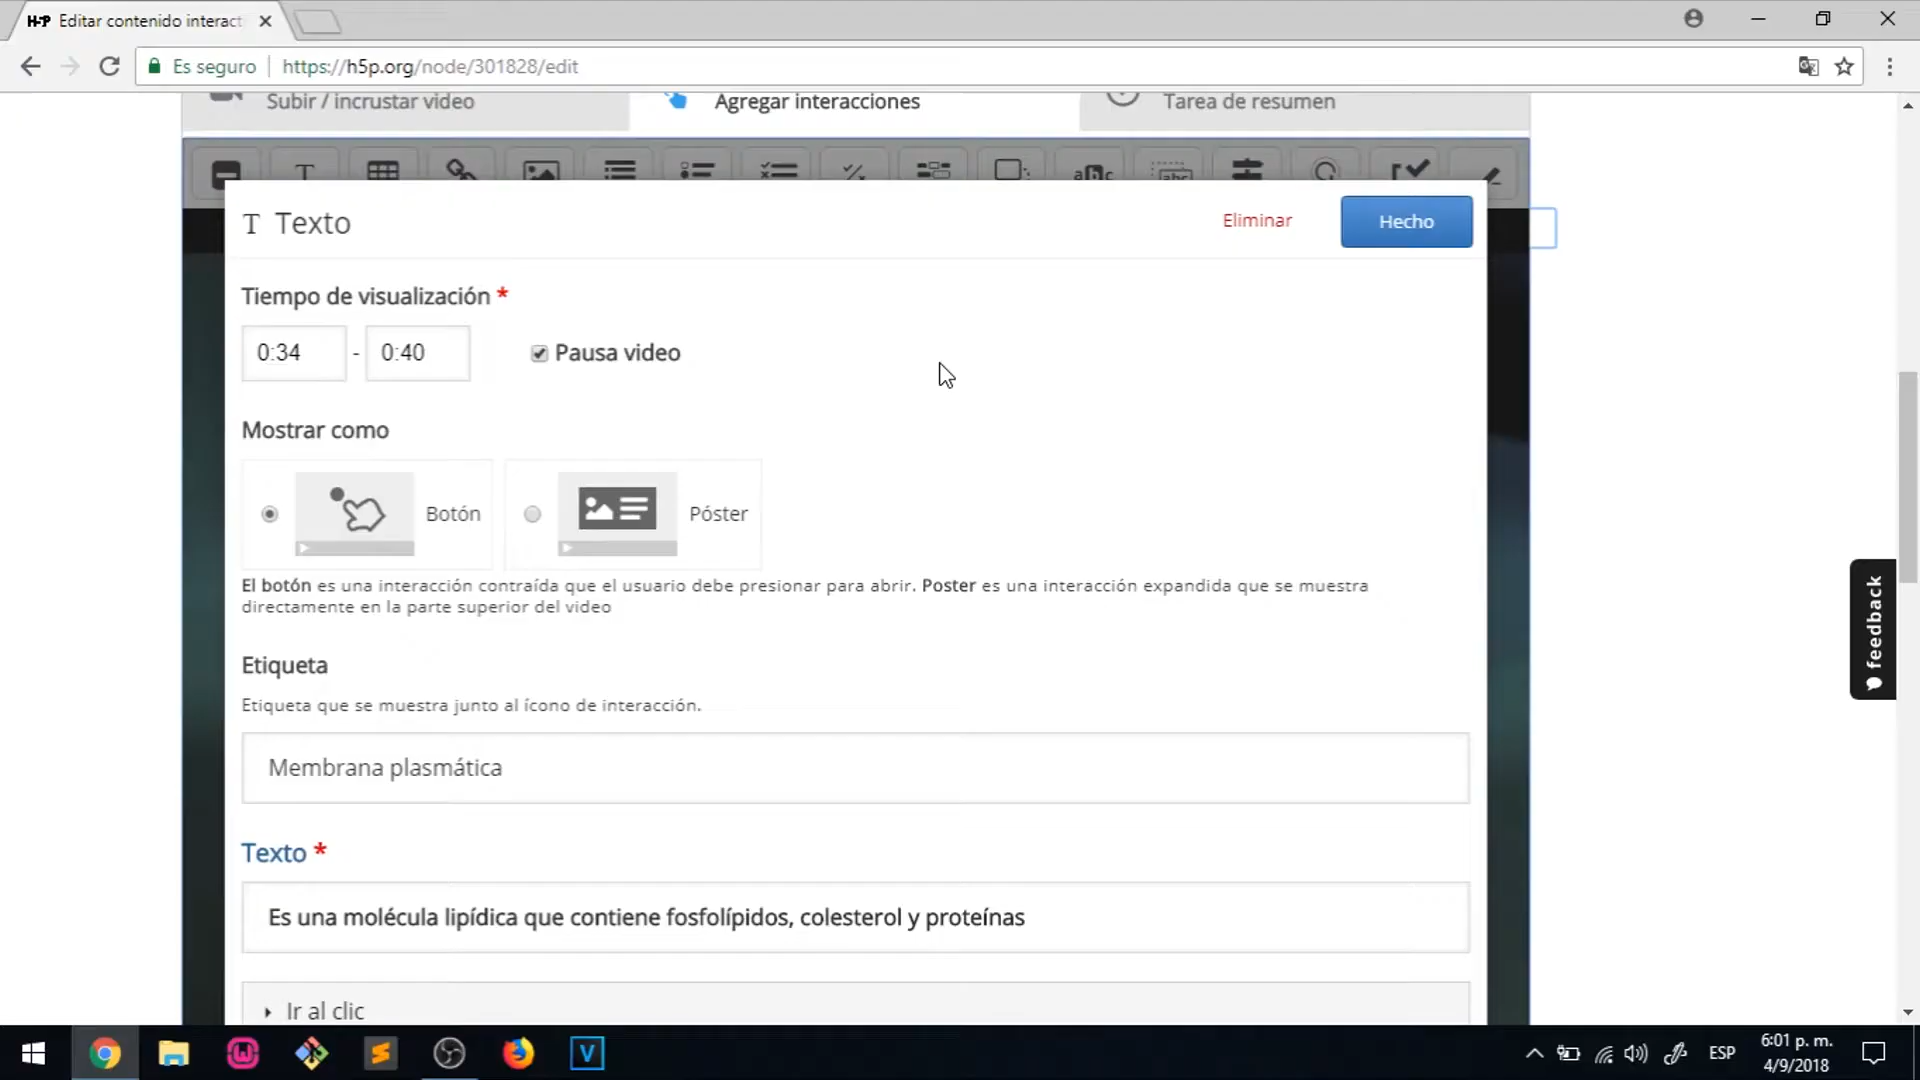 H-P Editar contenido interact
Es seguro
https://h5p.org/node/301828/edit
Subir / incrustar video
Agregar interacciones
Tarea de resumen
T
abc
abc
T Texto
Eliminar
Hecho
Tiempo de visualización *
0:34 - 0:40
Pausa video
Mostrar como
Botón
Póster
El botón es una interacción contraída que el usuario debe presionar para abrir. Poster es una interacción expandida que se muestra
directamente en la parte superior del video
Etiqueta
Etiqueta que se muestra junto al ícono de interacción.
Membrana plasmática
Texto *
Es una molécula lipídica que contiene fosfolípidos, colesterol y proteínas
Ir al clic
feedback
V
ESP
6:01 p. m.
4/9/2018